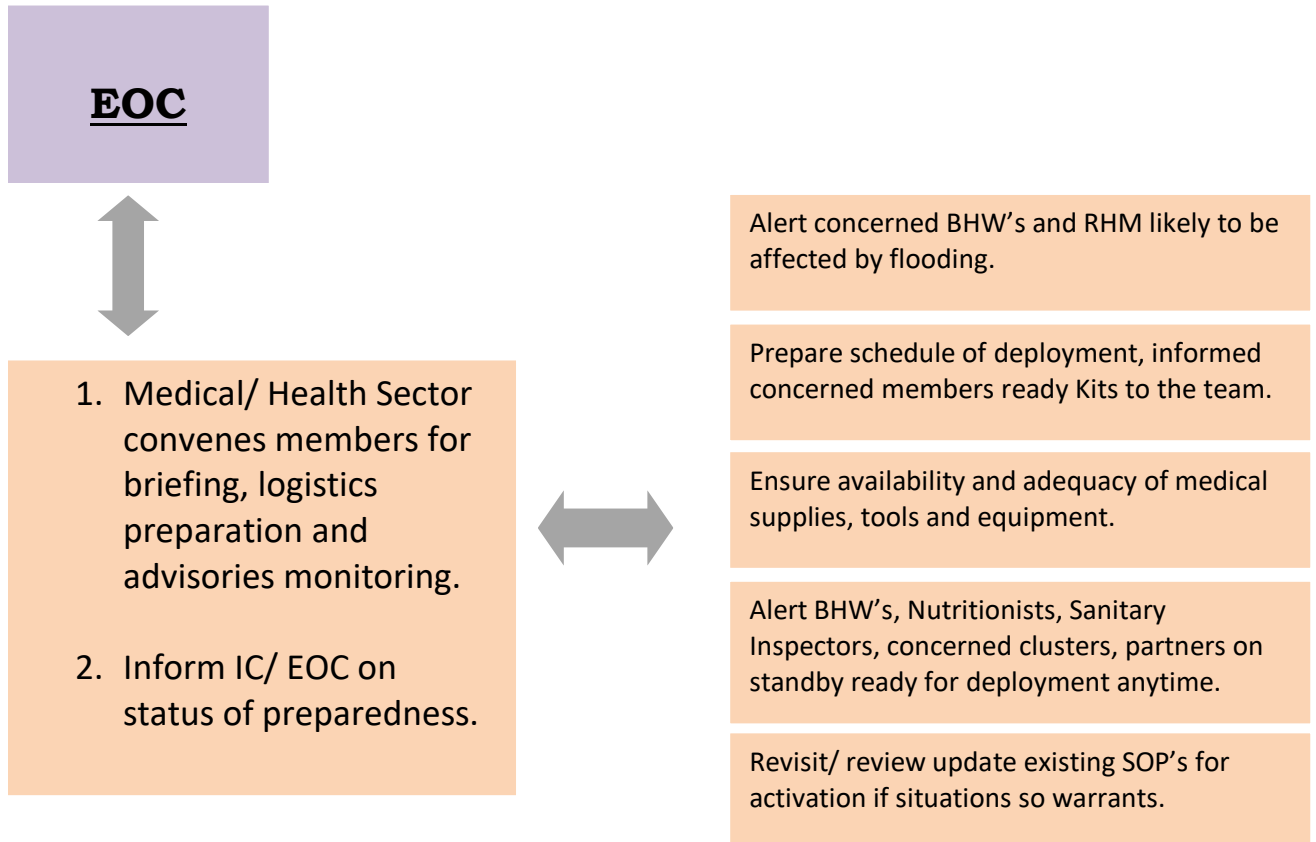 EOC
1. Medical/ Health Sector
convenes members for
briefing, logistics
preparation and
advisories monitoring.
2. Inform IC/ EOC on
status of preparedness.
Alert concerned BHW’s and RHM likely to be
affected by flooding.
Prepare schedule of deployment, informed
concerned members ready Kits to the team.
Ensure availability and adequacy of medical
supplies, tools and equipment.
Alert BHW’s, Nutritionists, Sanitary
Inspectors, concerned clusters, partners on
standby ready for deployment anytime.
Revisit/ review update existing SOP’s for
activation if situations so warrants.